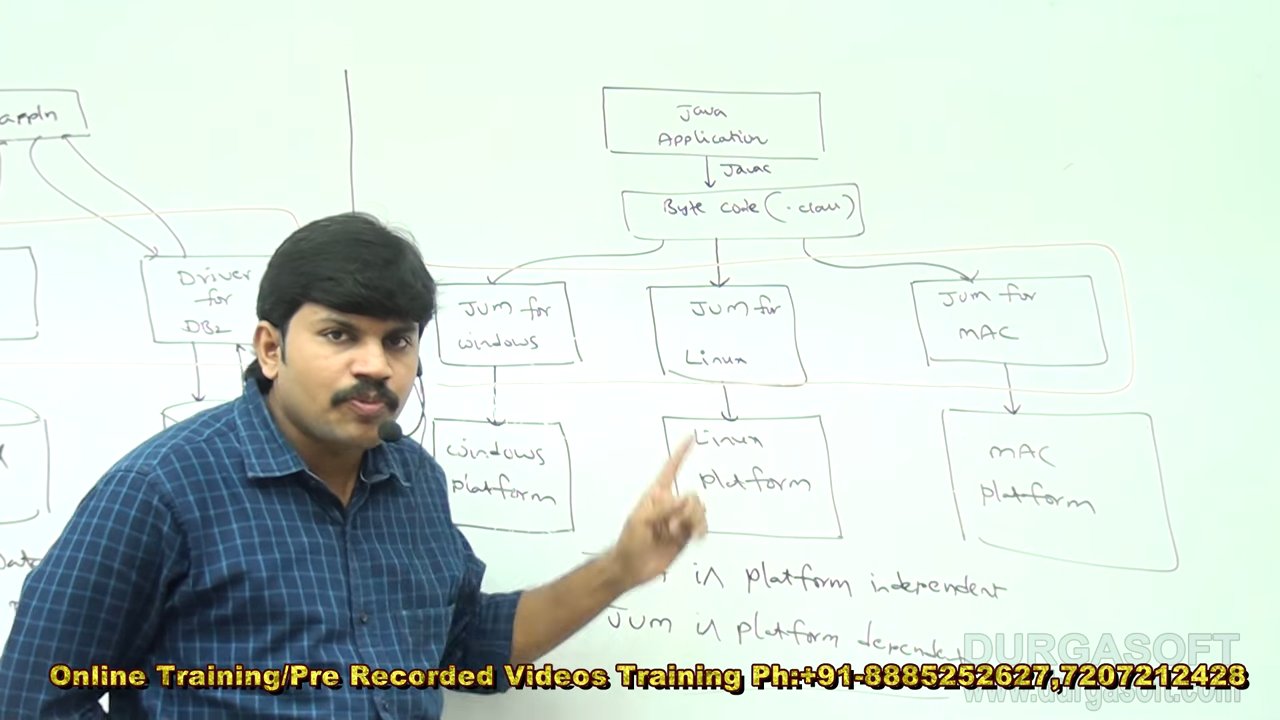 appln
Driver
for
DB2
Java
Application
Javac
Byte code (.class)
JVM for
windows
JVM for
Linux
JVM for
MAC
windows
platform
Linux
platform
MAC
platform
Data
is platform independent
JVM is platform dependent
DURGASOFT
www.durgasoft.com
Online Training/Pre Recorded Videos Training Ph:+91-8885252627,7207212428